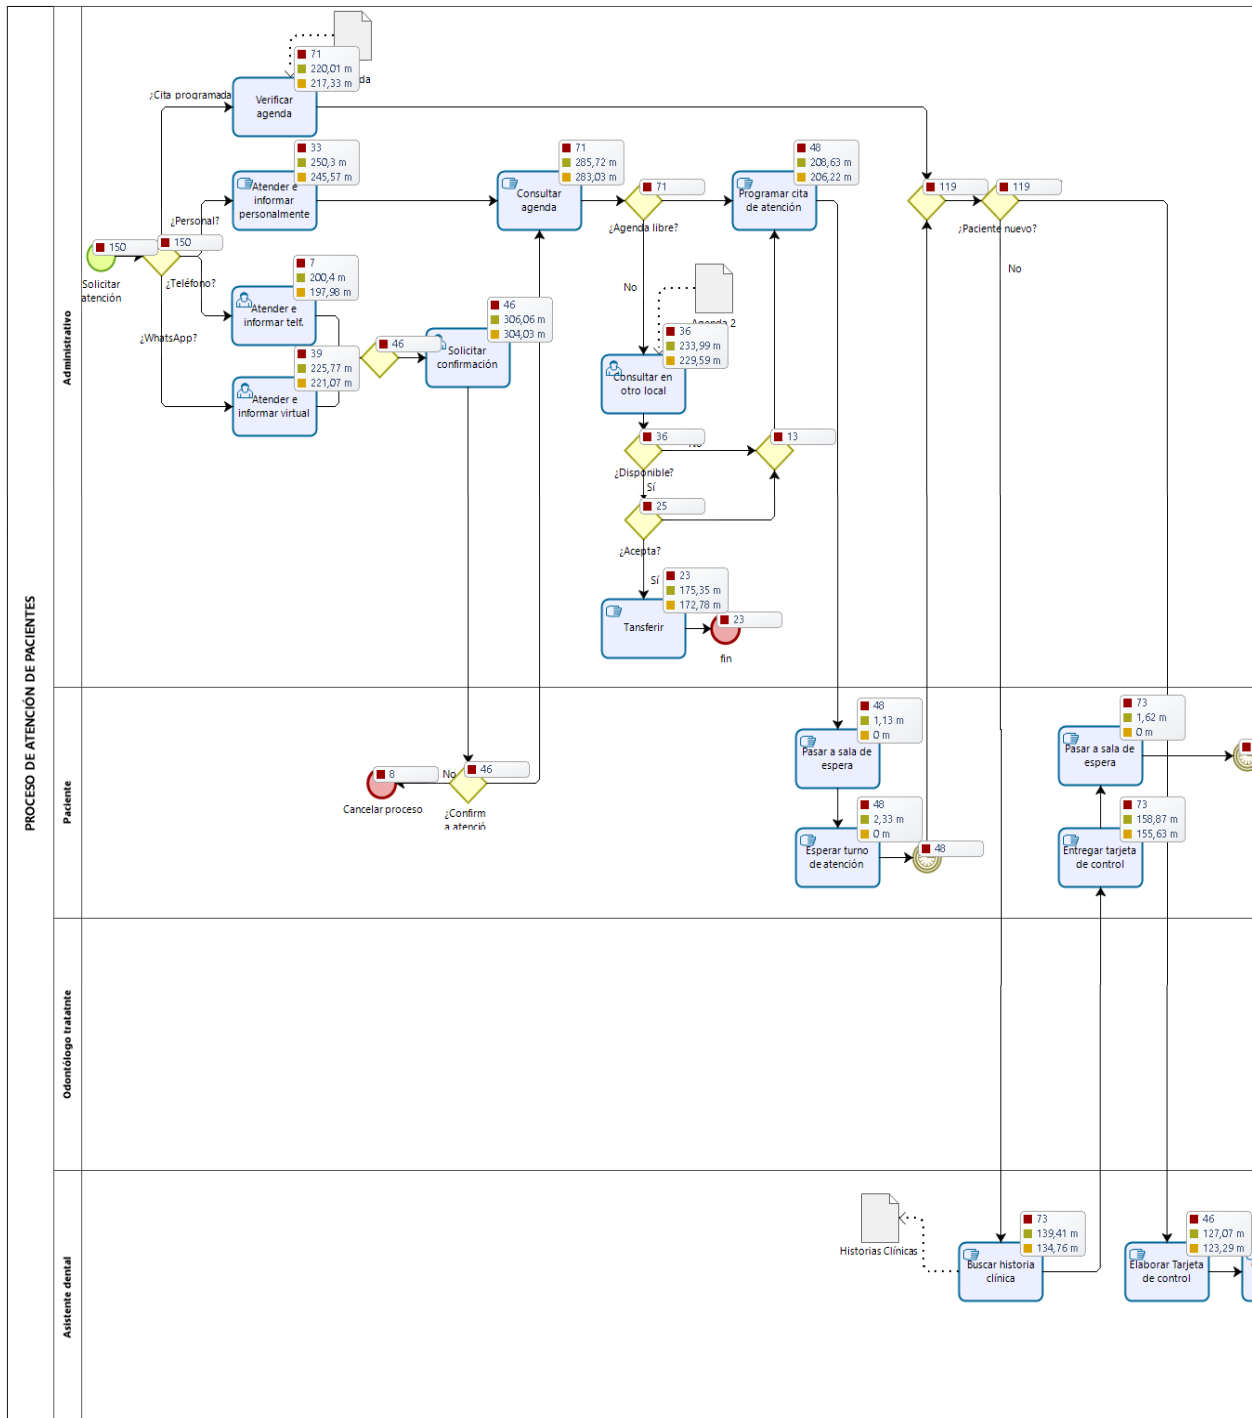 PROCESO DE ATENCIÓN DE PACIENTES
Administrativo
71
220,01 m
217,33 m
da
¿Cita programada
Verificar
agenda
33
250,3 m
245,57 m
Atender e
informar
personalmente
¿Personal?
150
150
Solicitar
atención
¿Teléfono?
¿WhatsApp?
7
200,4 m
197,98 m
Atender e
informar telf.
39
225,77 m
221,07 m
Atender e
informar virtual
46
46
306,06 m
304,03 m
Solicitar
confirmación
71
285,72 m
283,03 m
Consultar
agenda
71
¿Agenda libre?
No
48
208,63 m
206,22 m
Programar cita
de atención
119
119
¿Paciente nuevo?
No
Agenda 2
36
233,99 m
229,59 m
Consultar en
otro local
36
No
13
¿Disponible?
Sí
25
¿Acepta?
Sí
23
175,35 m
172,78 m
Tansferir
23
fin
Paciente
8
No
46
Cancelar proceso
¿Confirm
a atenció
48
1,13 m
0 m
Pasar a sala de
espera
48
2,33 m
0 m
Esperar turno
de atención
48
73
1,62 m
0 m
Pasar a sala de
espera
73
158,87 m
155,63 m
Entregar tarjeta
de control
Odontólogo tratatnte
Asistente dental
Historias Clínicas
73
139,41 m
134,76 m
Buscar historia
clínica
46
127,07 m
123,29 m
Elaborar Tarjeta
de control